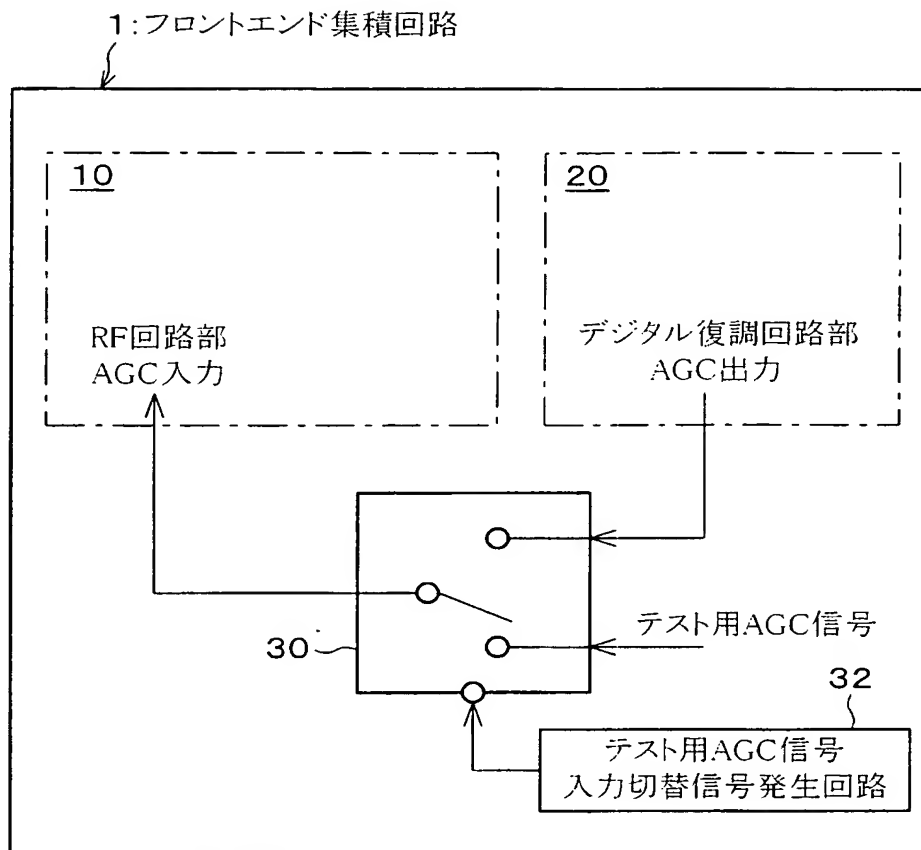 1:フロントエンド集積回路
10
20
RF回路部
AGC入力
デジタル復調回路部
AGC出力
30
テスト用AGC信号
32
テスト用AGC信号
入力切替信号発生回路